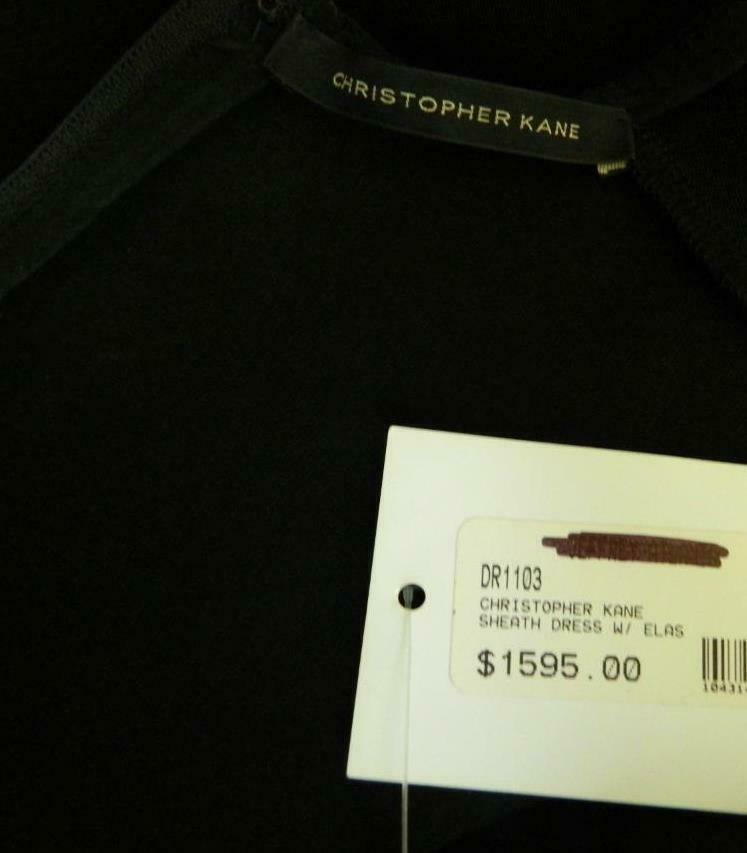 CHRISTOPHER KANE
DR1103
CHRISTOPHER KANE
SHEATH DRESS W/ ELAS
$1595.00